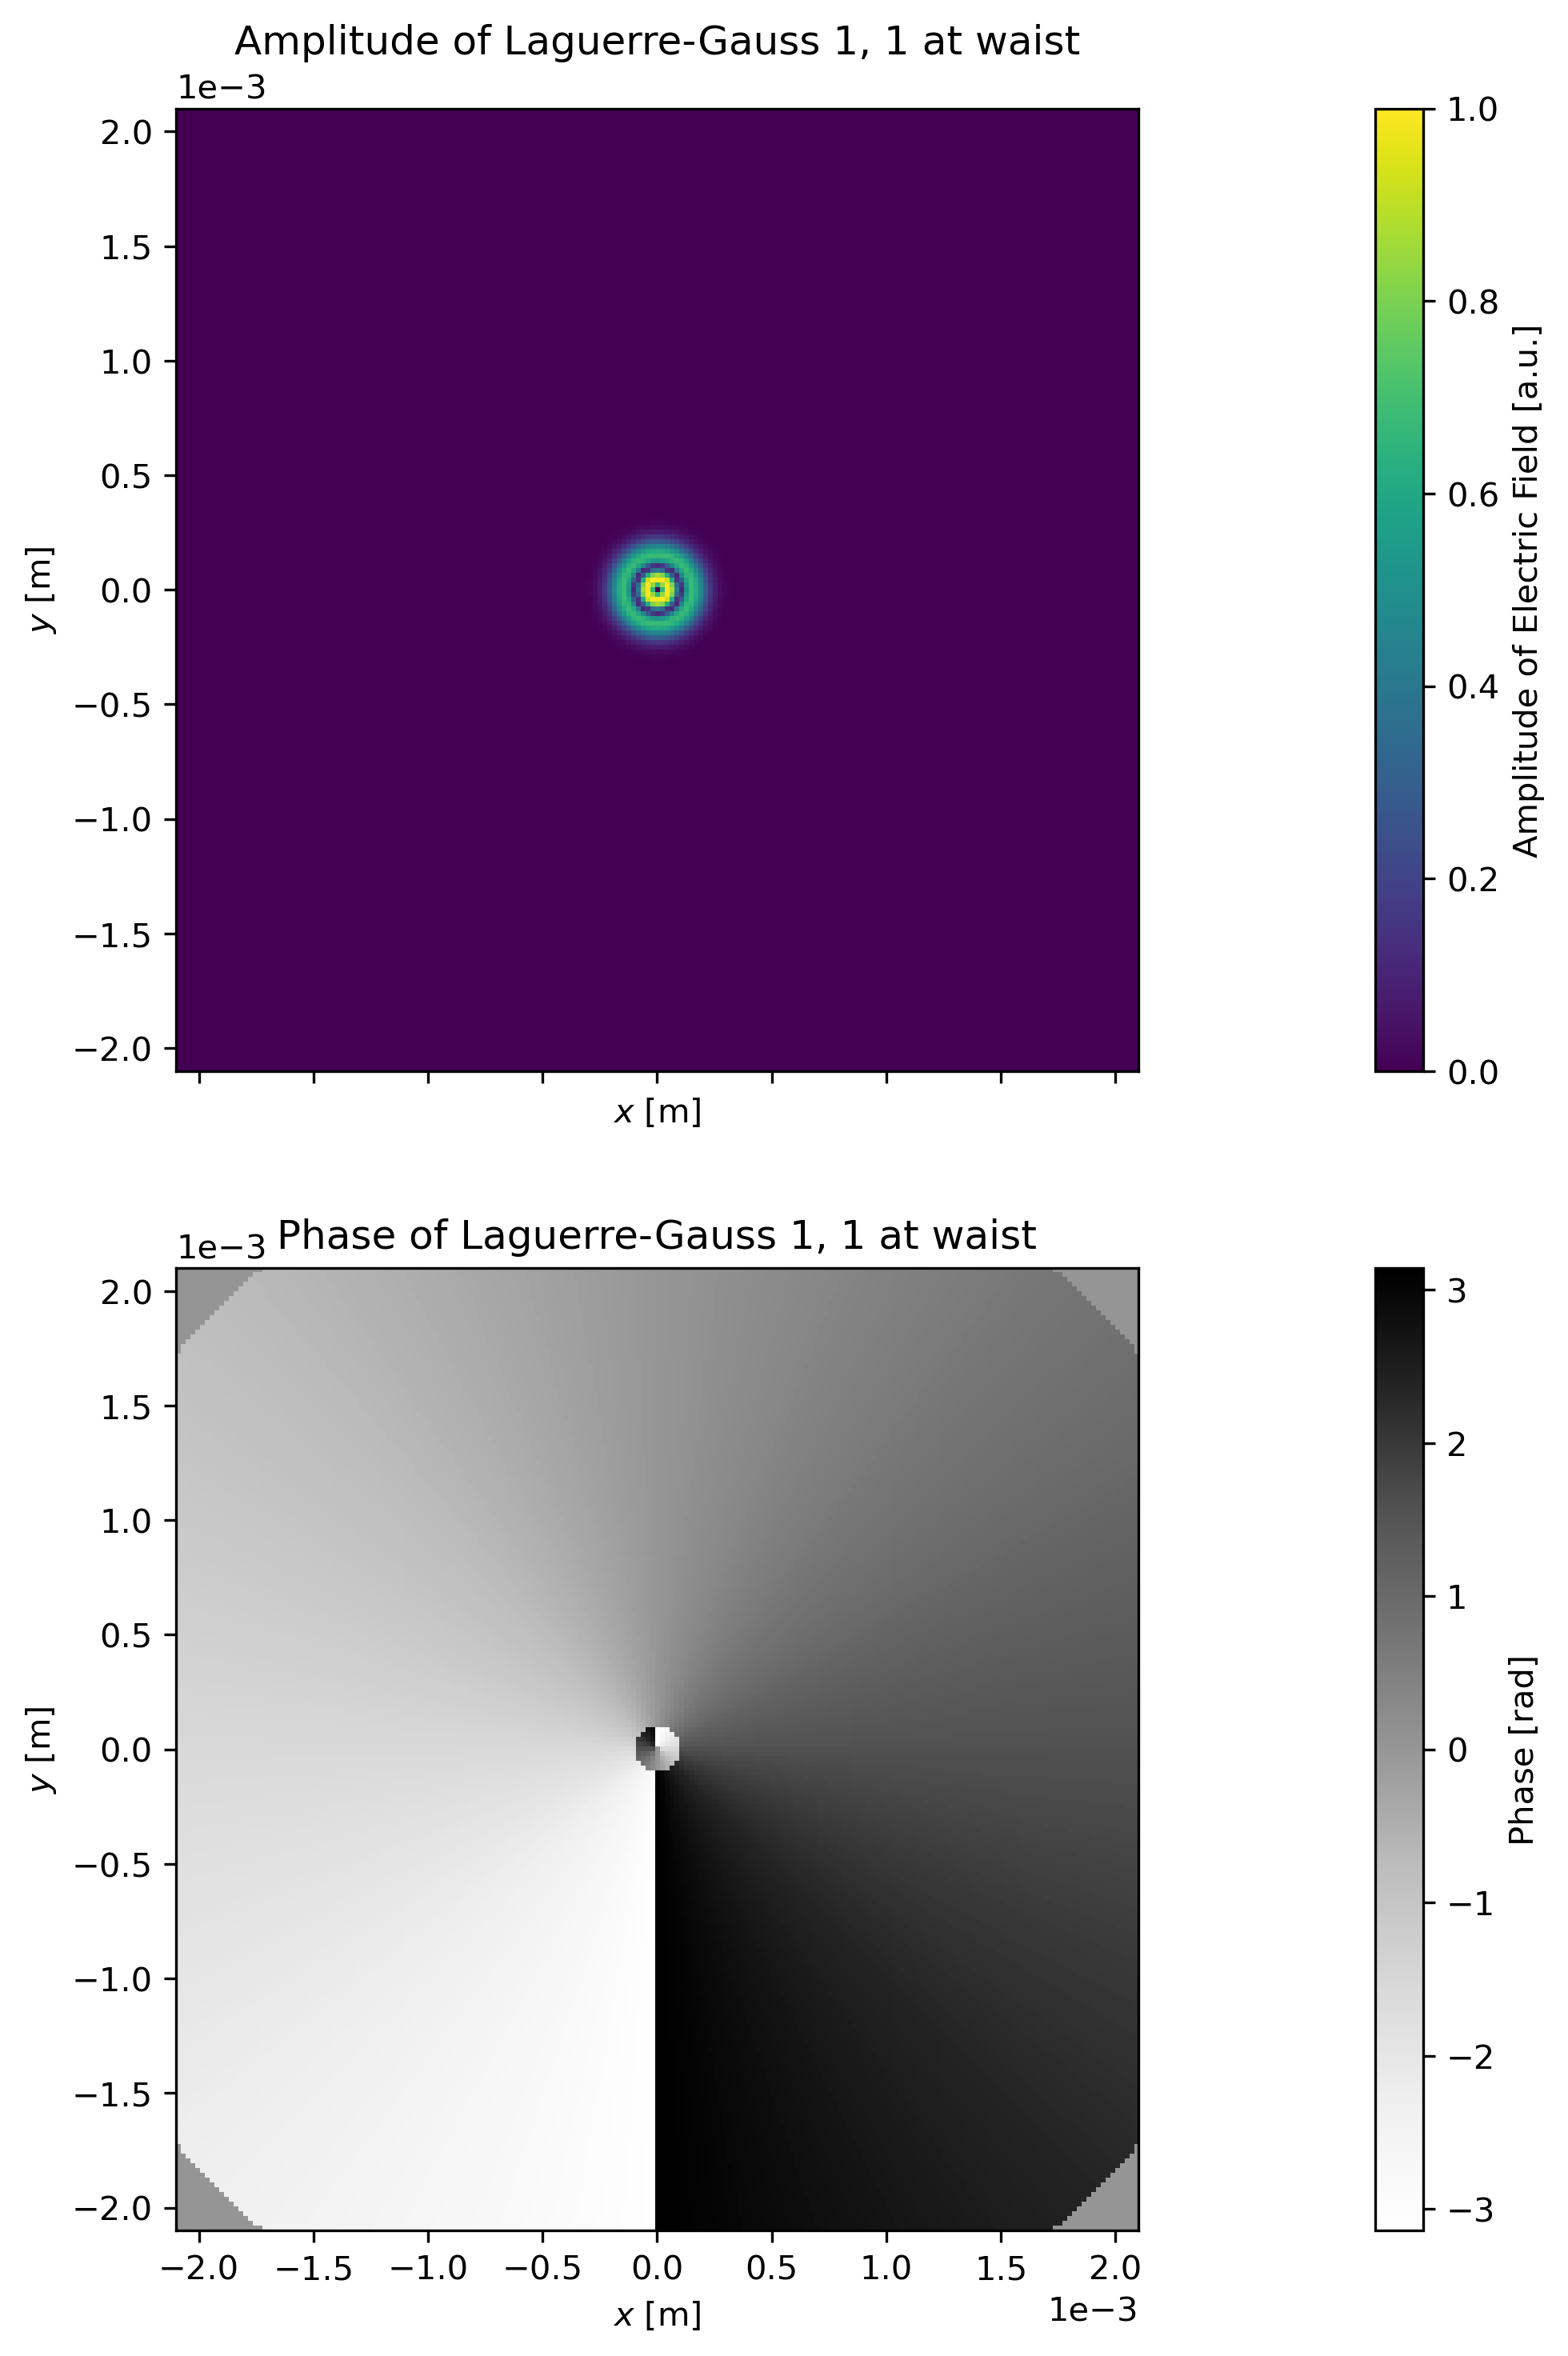 Amplitude of Laguerre-Gauss 1, 1 at waist
1e−3
2.0
1.5
1.0
0.5
0.0
−0.5
−1.0
−1.5
−2.0
y [m]
x [m]
1.0
0.8
0.6
0.4
0.2
0.0
Amplitude of Electric Field [a.u.]
Phase of Laguerre-Gauss 1, 1 at waist
1e−3
2.0
1.5
1.0
0.5
0.0
−0.5
−1.0
−1.5
−2.0
y [m]
−2.0 −1.5 −1.0 −0.5 0.0 0.5 1.0 1.5 2.0
x [m]
1e−3
3
2
1
0
−1
−2
−3
Phase [rad]